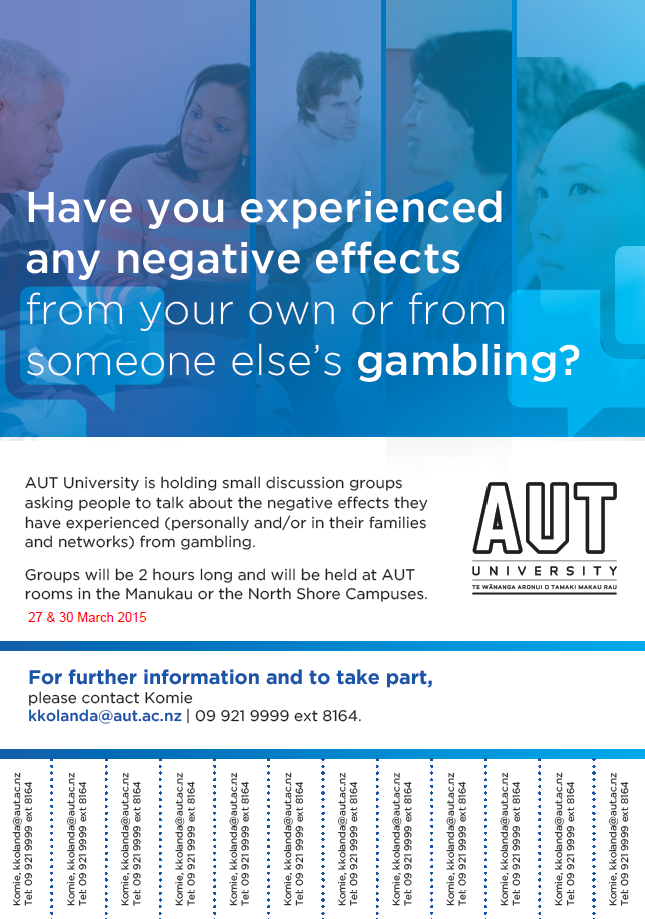 Have you experienced
any negative effects
from your own or from
someone else's gambling?
AUT University is holding small discussion groups
asking people to talk about the negative effects they
have experienced (personally and/or in their families
and networks) from gambling.
Groups will be 2 hours long and will be held at AUT
rooms in the Manukau or the North Shore Campuses.
27 & 30 March 2015
AUT
UNIVERSITY
TE WĀNANGA ARONUI O TAMAKI MAKAU RAU
For further information and to take part,
please contact Komie
kkolanda@aut.ac.nz | 09 921 9999 ext 8164.
Komie, kkolanda@aut.ac.nz
Tel: 09 921 9999 ext 8164
Komie, kkolanda@aut.ac.nz
Tel: 09 921 9999 ext 8164
Komie, kkolanda@aut.ac.nz
Tel: 09 921 9999 ext 8164
Komie, kkolanda@aut.ac.nz
Tel: 09 921 9999 ext 8164
Komie, kkolanda@aut.ac.nz
Tel: 09 921 9999 ext 8164
Komie, kkolanda@aut.ac.nz
Tel: 09 921 9999 ext 8164
Komie, kkolanda@aut.ac.nz
Tel: 09 921 9999 ext 8164
Komie, kkolanda@aut.ac.nz
Tel: 09 921 9999 ext 8164
Komie, kkolanda@aut.ac.nz
Tel: 09 921 9999 ext 8164
Komie, kkolanda@aut.ac.nz
Tel: 09 921 9999 ext 8164
Komie, kkolanda@aut.ac.nz
Tel: 09 921 9999 ext 8164
Komie, kkolanda@aut.ac.nz
Tel: 09 921 9999 ext 8164